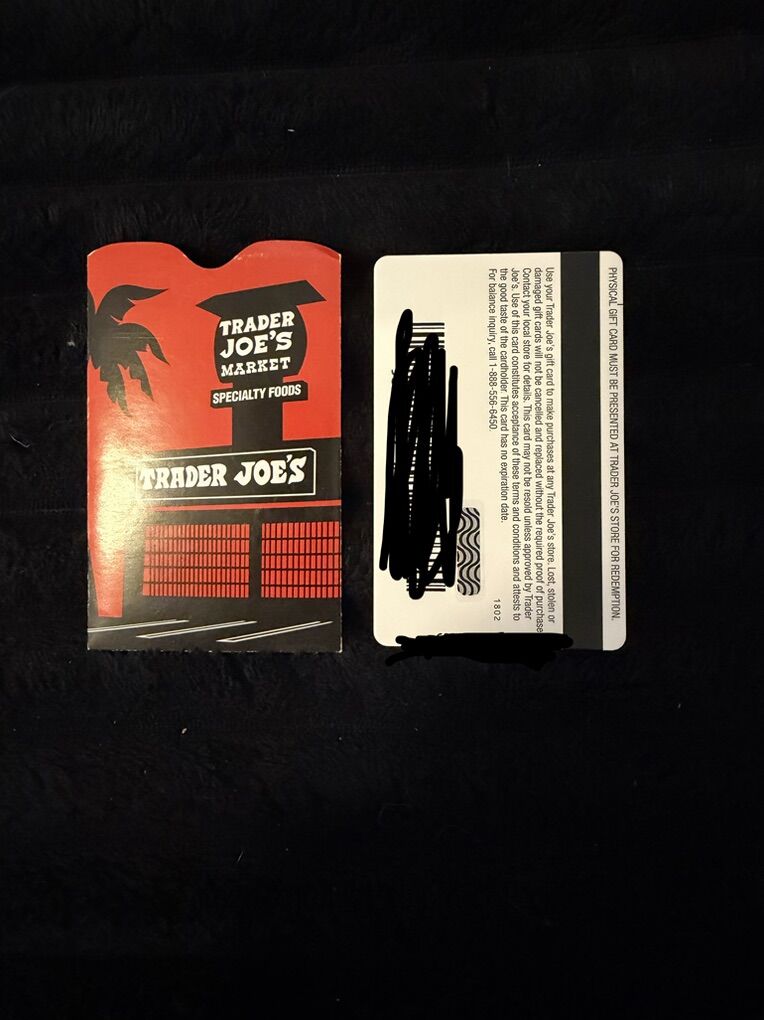 TRADER
JOE'S
MARKET
SPECIALTY FOODS
TRADER JOE'S
PHYSICAL GIFT CARD MUST BE PRESENTED AT TRADER JOE'S STORE FOR REDEMPTION.
Use your Trader Joe's gift card to make purchases at any Trader Joe's store. Lost, stolen or
damaged gift cards will not be cancelled and replaced without the required proof of purchase
Contact your local store for details. This card may not be resold unless approved by Trader
Joe's. Use of this card constitutes acceptance of these terms and conditions and attests to
the good taste of the cardholder. This card has no expiration date.
For balance inquiry, call 1-888-556-6450.
1802